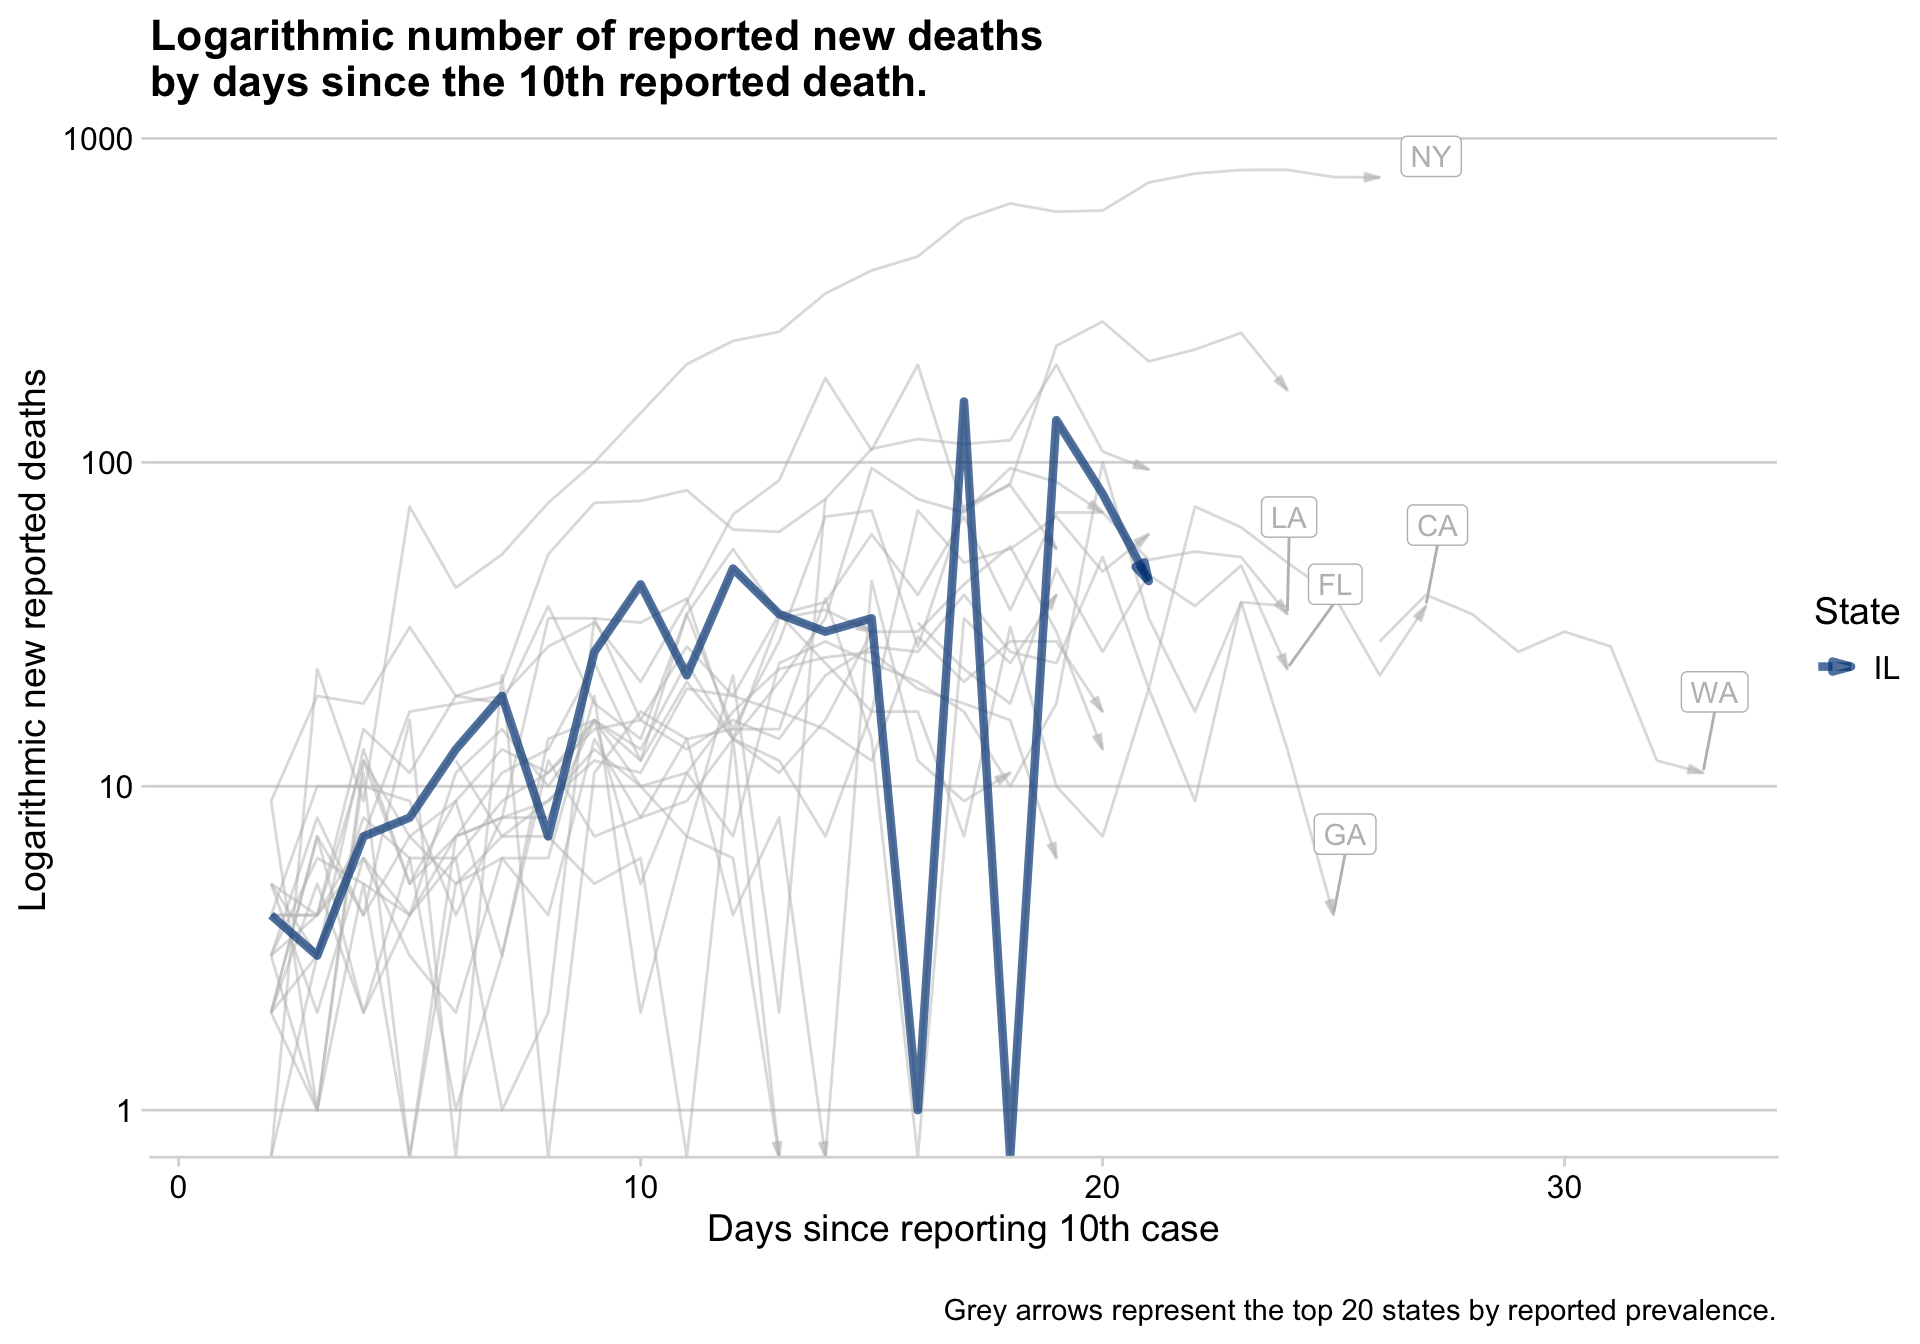 Logarithmic number of reported new deaths
by days since the 10th reported death.
1000
100
10
1
Logarithmic new reported deaths
NY
LA
CA
FL
WA
GA
State
IL
0
10
20
30
Days since reporting 10th case
Grey arrows represent the top 20 states by reported prevalence.